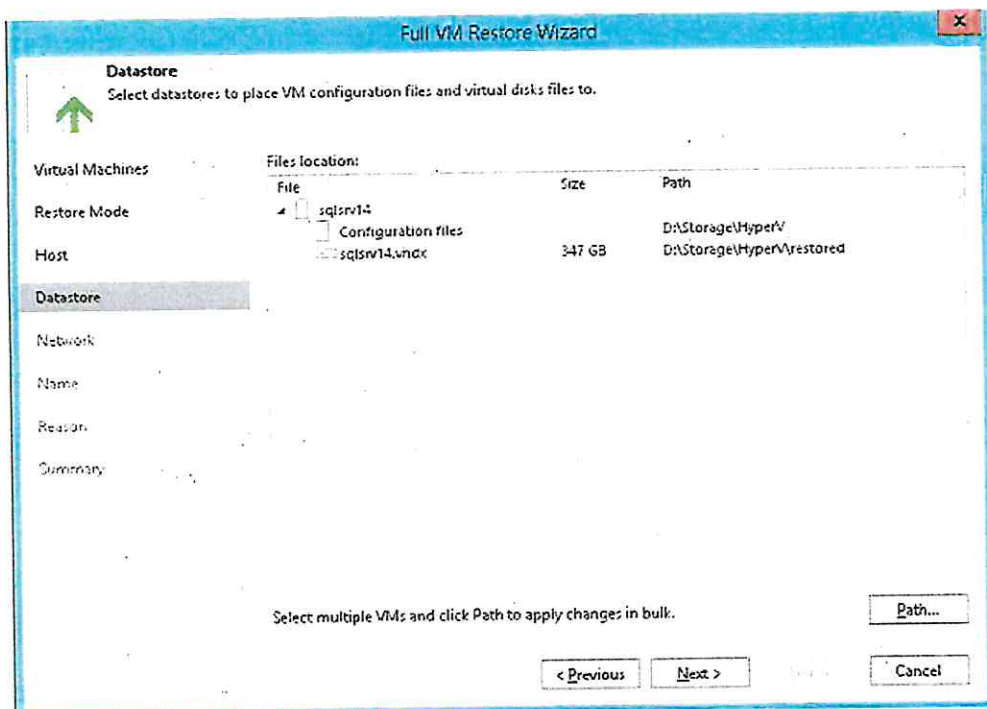 Full VM Restore Wizard
x
Datastore
Select datastores to place VM configuration files and virtual disks files to.
Virtual Machines
Restore Mode
Host
Datastore
Network
Name
Reason
Summary
Files location:
File Size Path
sqlsrv14
Configuration files D:\Storage\HyperV
sqlsrv14.vhdx 347 GB D:\Storage\HyperV\restored
Select multiple VMs and click Path to apply changes in bulk.
Path...
< Previous Next > Cancel